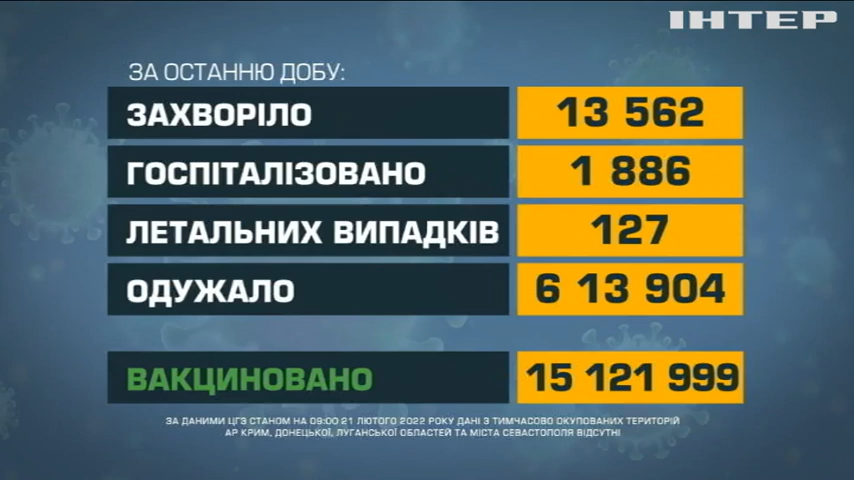 ІНТЕР
ЗА ОСТАННЮ ДОБУ:
ЗАХВОРІЛО 13 562
ГОСПІТАЛІЗОВАНО 1 886
ЛЕТАЛЬНИХ ВИПАДКІВ 127
ОДУЖАЛО 6 13 904
ВАКЦИНОВАНО 15 121 999
ЗА ДАНИМИ ЦГЗ СТАНОМ НА 09:00 21 ЛЮТОГО 2022 РОКУ ДАНІ З ТИМЧАСОВО ОКУПОВАНИХ ТЕРИТОРІЙ
АР КРИМ, ДОНЕЦЬКОЇ, ЛУГАНСЬКОЇ ОБЛАСТЕЙ ТА МІСТА СЕВАСТОПОЛЯ ВІДСУТНІ